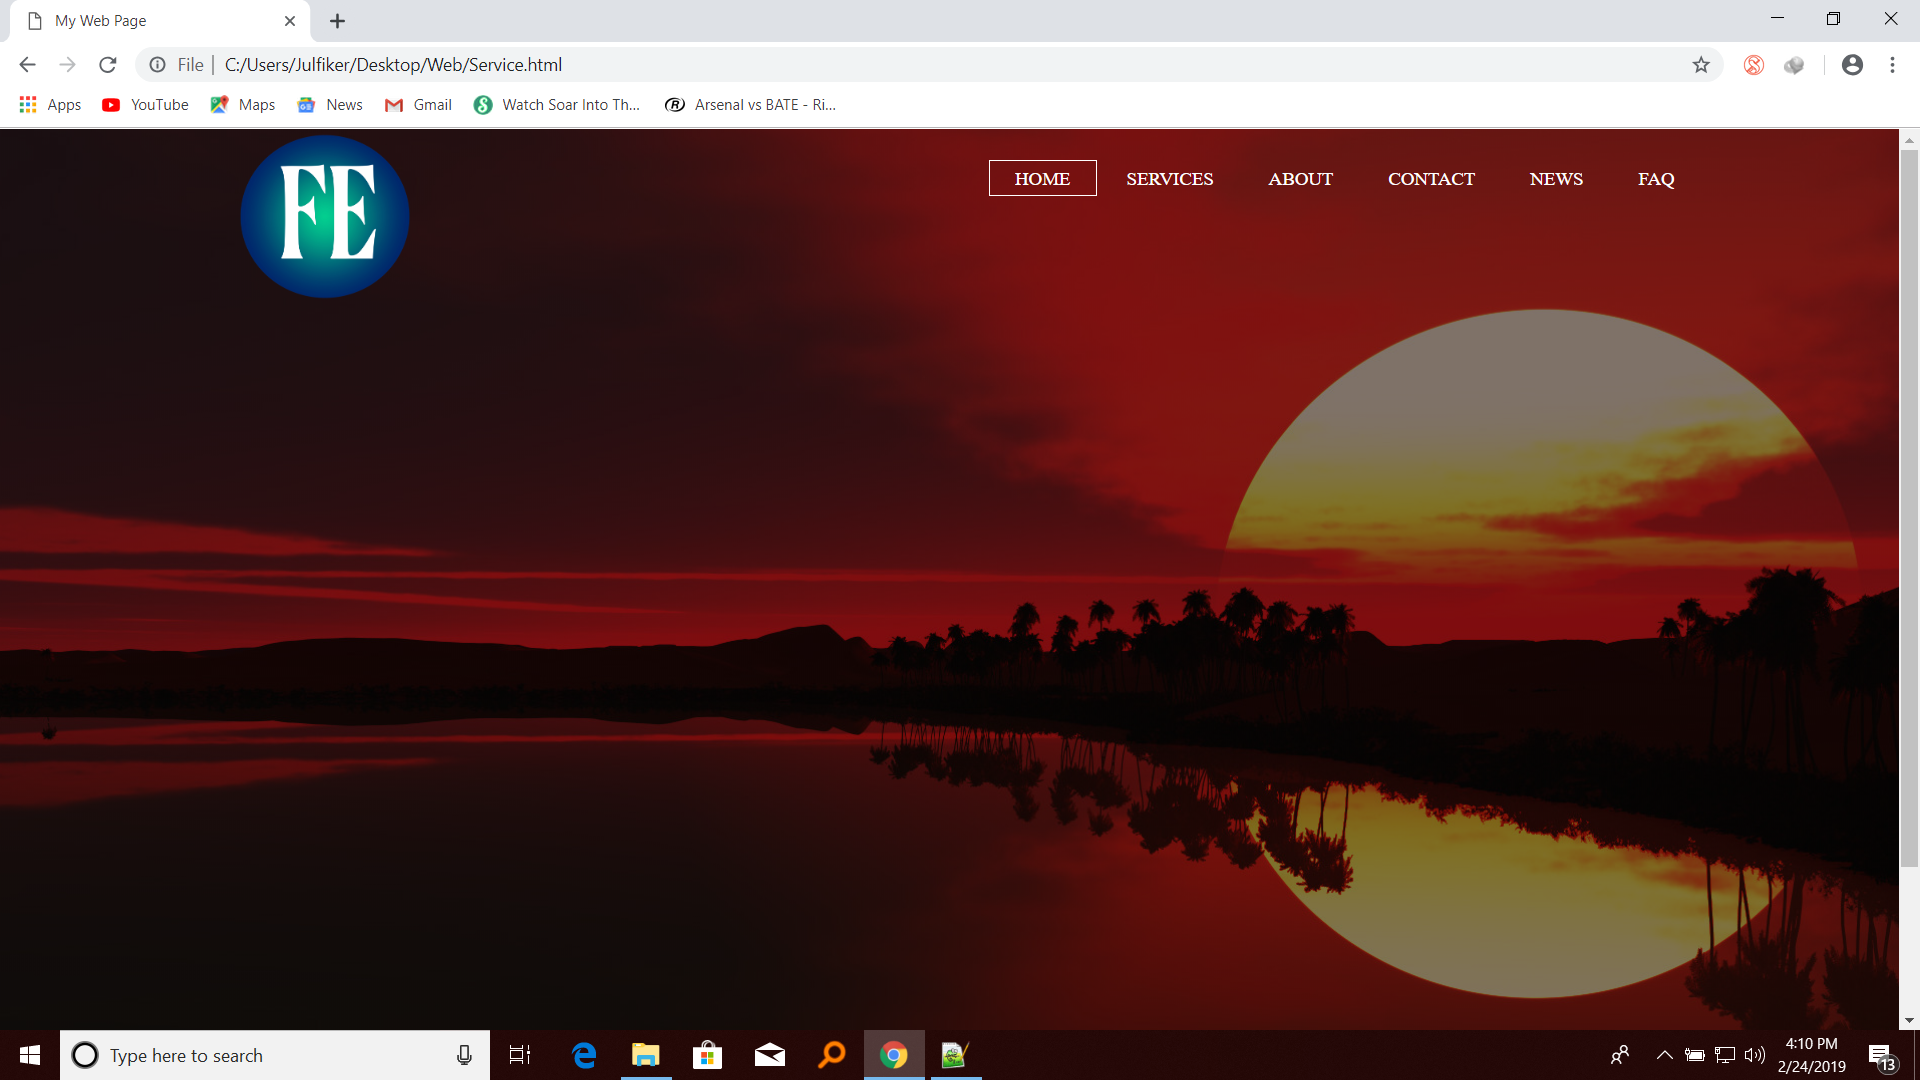 My Web Page
File | C:/Users/Julfiker/Desktop/Web/Service.html
Apps YouTube Maps News Gmail Watch Soar Into Th... Arsenal vs BATE - Ri...
FE
HOME SERVICES ABOUT CONTACT NEWS FAQ
Type here to search
4:10 PM
2/24/2019
13